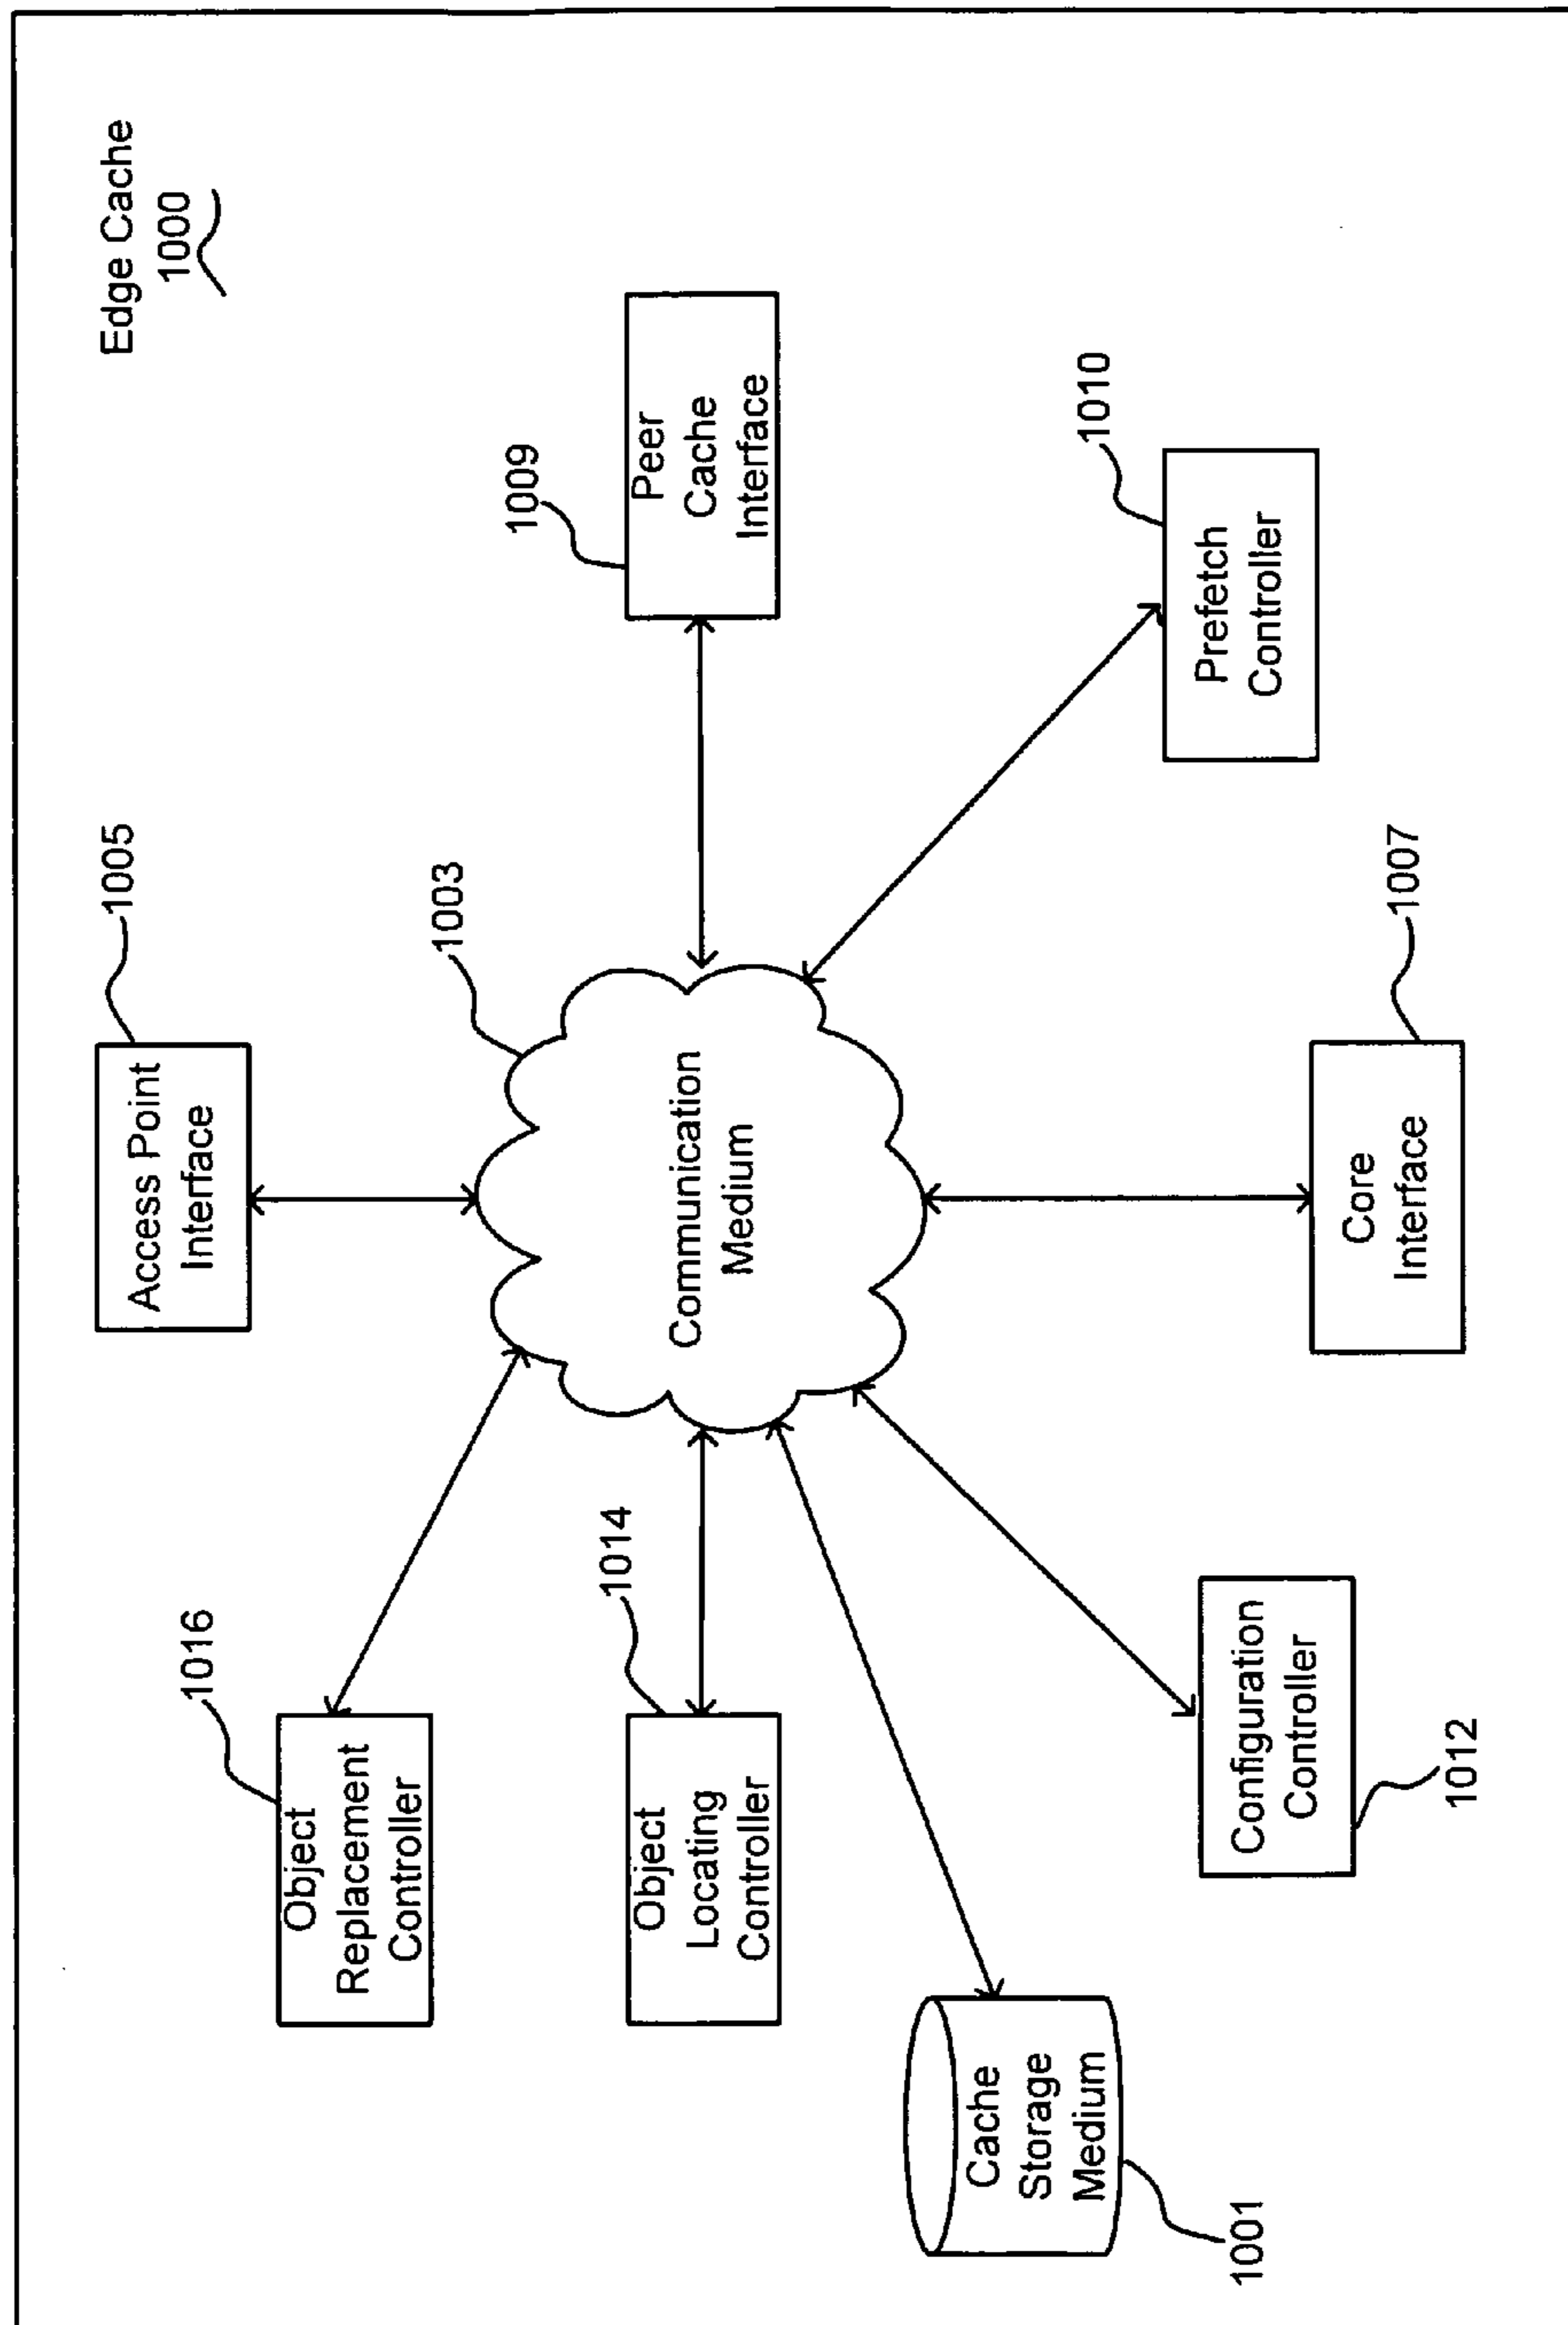 Edge Cache
1000
Access Point
Interface
1005
Object
Replacement
Controller
1016
1003
Communication
Medium
Object
Locating
Controller
1014
1009
Peer
Cache
Interface
Cache
Storage
Medium
1001
Configuration
Controller
1012
Core
Interface
1007
Prefetch
Controller
1010